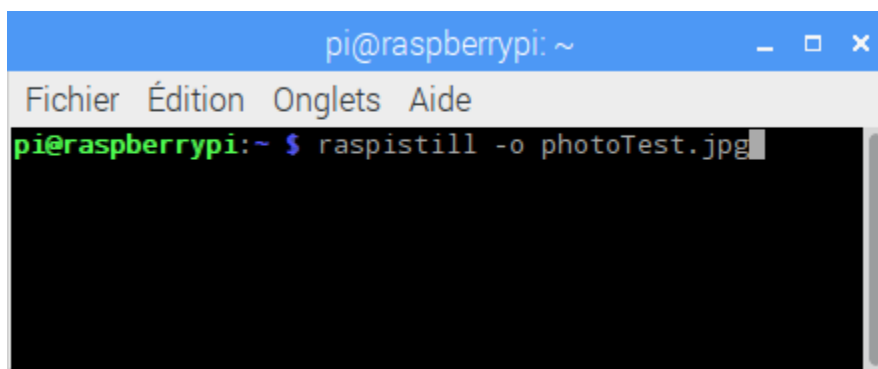 pi@raspberrypi: ~
Fichier Édition Onglets Aide
pi@raspberrypi:~ $ raspistill -o photoTest.jpg